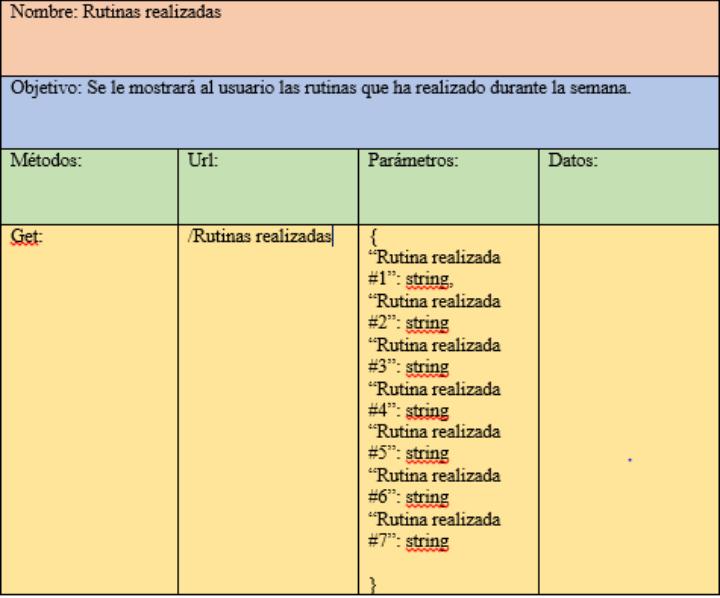 Nombre: Rutinas realizadas
Objetivo: Se le mostrará al usuario las rutinas que ha realizado durante la semana.
Métodos:
Url:
Parámetros:
Datos:
Get:
/Rutinas realizadas
{
“Rutina realizada
#1”: string,
“Rutina realizada
#2”: string
“Rutina realizada
#3”: string
“Rutina realizada
#4”: string
“Rutina realizada
#5”: string
“Rutina realizada
#6”: string
“Rutina realizada
#7”: string
}